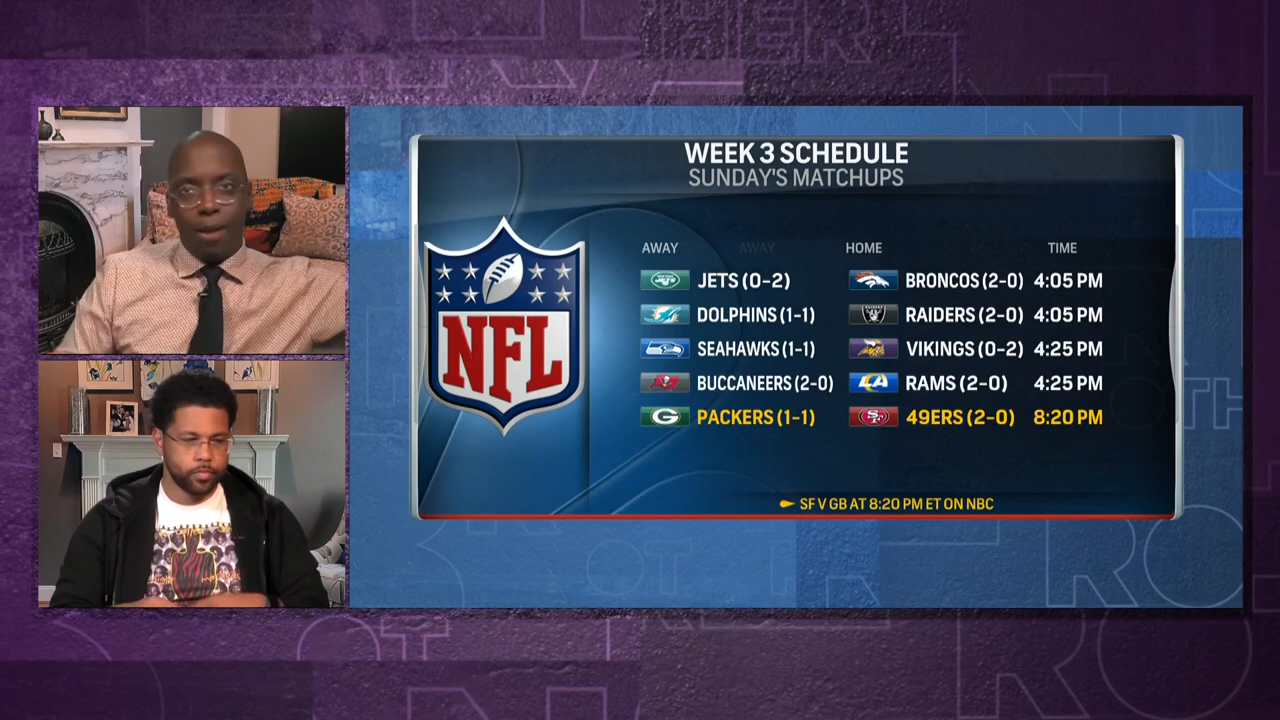 WEEK 3 SCHEDULE
SUNDAY'S MATCHUPS
AWAY AWAY HOME TIME
JETS (0-2) BRONCOS (2-0) 4:05 PM
DOLPHINS (1-1) RAIDERS (2-0) 4:05 PM
SEAHAWKS (1-1) VIKINGS (0-2) 4:25 PM
BUCCANEERS (2-0) RAMS (2-0) 4:25 PM
PACKERS (1-1) 49ERS (2-0) 8:20 PM
NFL
SF V GB AT 8:20 PM ET ON NBC